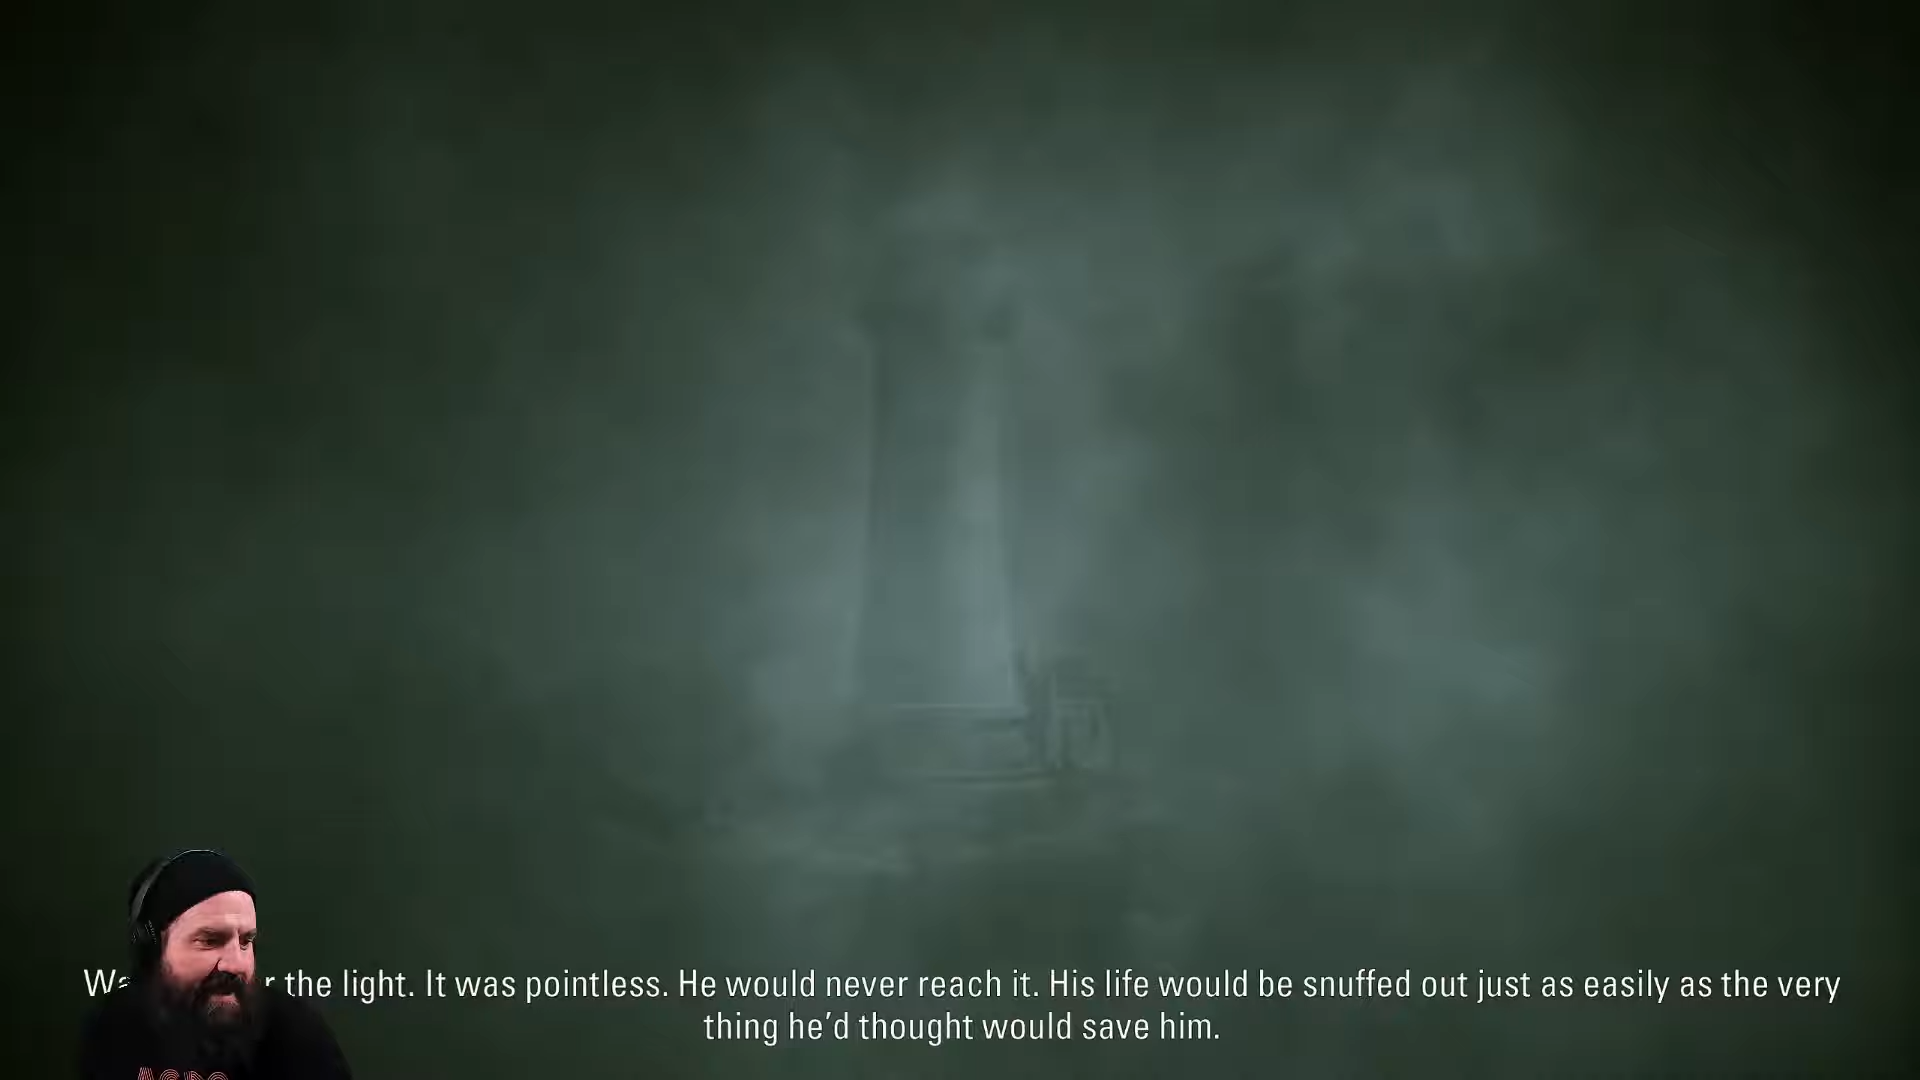 the light. It was pointless. He would never reach it. His life would be snuffed out just as easily as the very
thing he'd thought would save him.